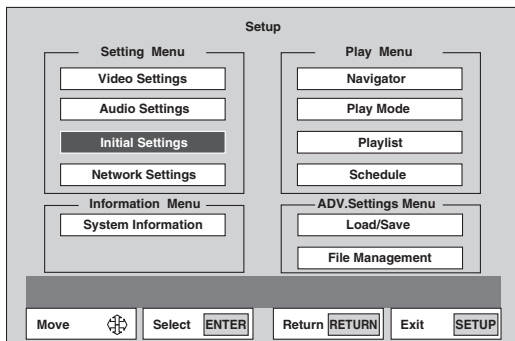 Setup
Setting Menu
Video Settings
Audio Settings
Initial Settings
Network Settings
Information Menu
System Information
Play Menu
Navigator
Play Mode
Playlist
Schedule
ADV.Settings Menu
Load/Save
File Management
Move Select ENTER Return RETURN Exit SETUP